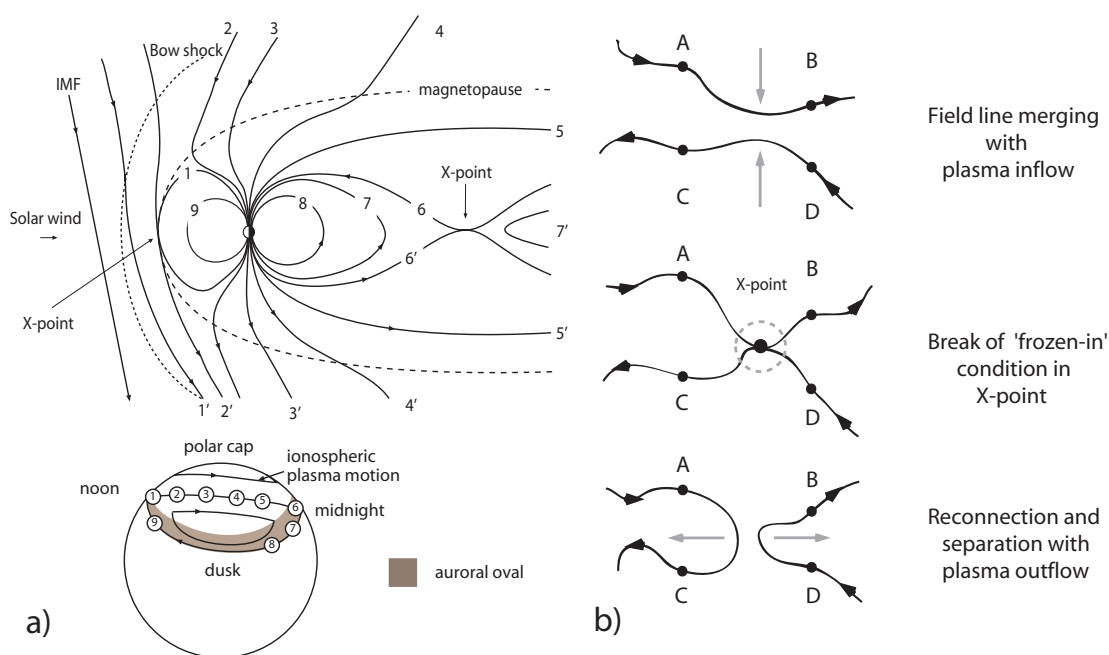 2
3
4
Bow shock
IMF
magnetopause
5
1
X-point
9
8
7
6
Solar wind
7'
6'
X-point
5'
1'
2'
3'
4'
polar cap
ionospheric
plasma motion
noon
1
2
3
4
5
6
midnight
9
7
8
dusk
auroral oval
a)
A
B
Field line merging
with
plasma inflow
C
D
A
B
X-point
Break of 'frozen-in'
condition in
X-point
C
D
A
B
Reconnection and
separation with
plasma outflow
C
D
b)